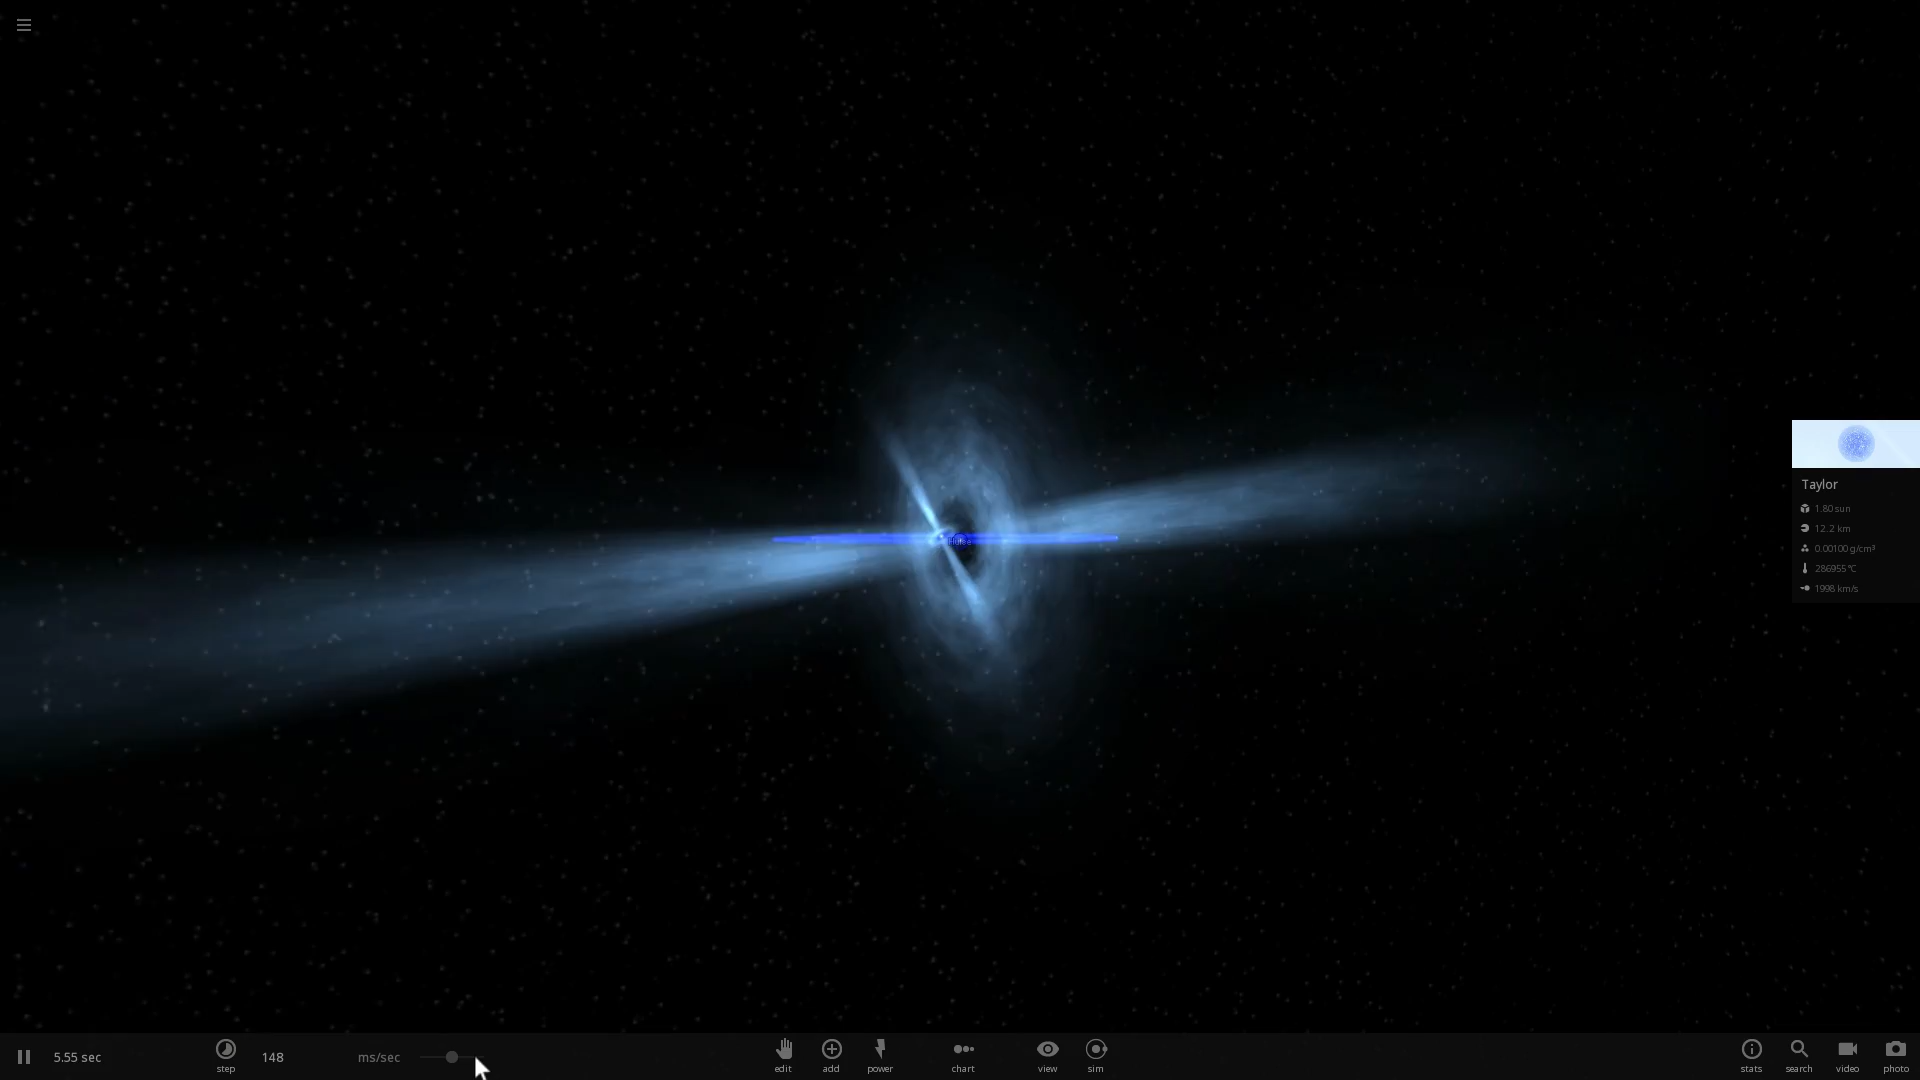 Hulse
Taylor
1.80 sun
12.2 km
0.00100 g/cm³
286955 °C
1998 km/s
5.55 sec
step
148
ms/sec
edit
add
power
chart
view
sim
stats
search
video
photo